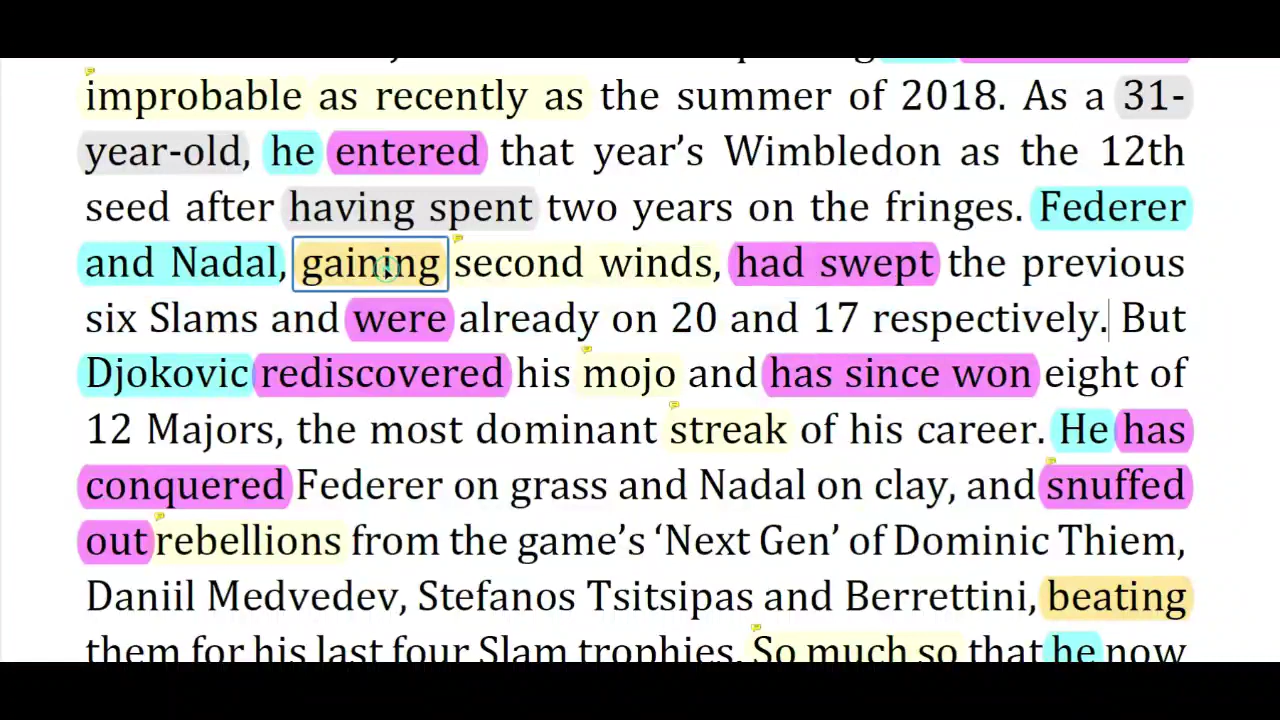 improbable as recently as the summer of 2018. As a 31-
year-old, he entered that year’s Wimbledon as the 12th
seed after having spent two years on the fringes. Federer
and Nadal, gaining second winds, had swept the previous
six Slams and were already on 20 and 17 respectively. But
Djokovic rediscovered his mojo and has since won eight of
12 Majors, the most dominant streak of his career. He has
conquered Federer on grass and Nadal on clay, and snuffed
out rebellions from the game’s ‘Next Gen’ of Dominic Thiem,
Daniil Medvedev, Stefanos Tsitsipas and Berrettini, beating
them for his last four Slam trophies. So much so that he now